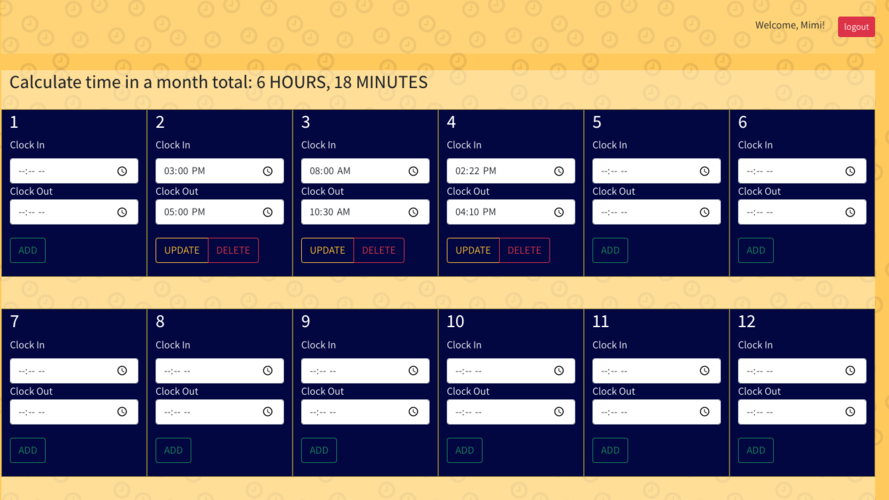 Welcome, Mimi! logout
Calculate time in a month total: 6 HOURS, 18 MINUTES
1 2 3 4 5 6
Clock In Clock In Clock In Clock In Clock In Clock In
--:-- -- 03:00 PM 08:00 AM 02:22 PM --:-- -- --:-- --
Clock Out Clock Out Clock Out Clock Out Clock Out Clock Out
--:-- -- 05:00 PM 10:30 AM 04:10 PM --:-- -- --:-- --
ADD UPDATE DELETE UPDATE DELETE UPDATE DELETE ADD ADD
7 8 9 10 11 12
Clock In Clock In Clock In Clock In Clock In Clock In
--:-- -- --:-- -- --:-- -- --:-- -- --:-- -- --:-- --
Clock Out Clock Out Clock Out Clock Out Clock Out Clock Out
--:-- -- --:-- -- --:-- -- --:-- -- --:-- -- --:-- --
ADD ADD ADD ADD ADD ADD